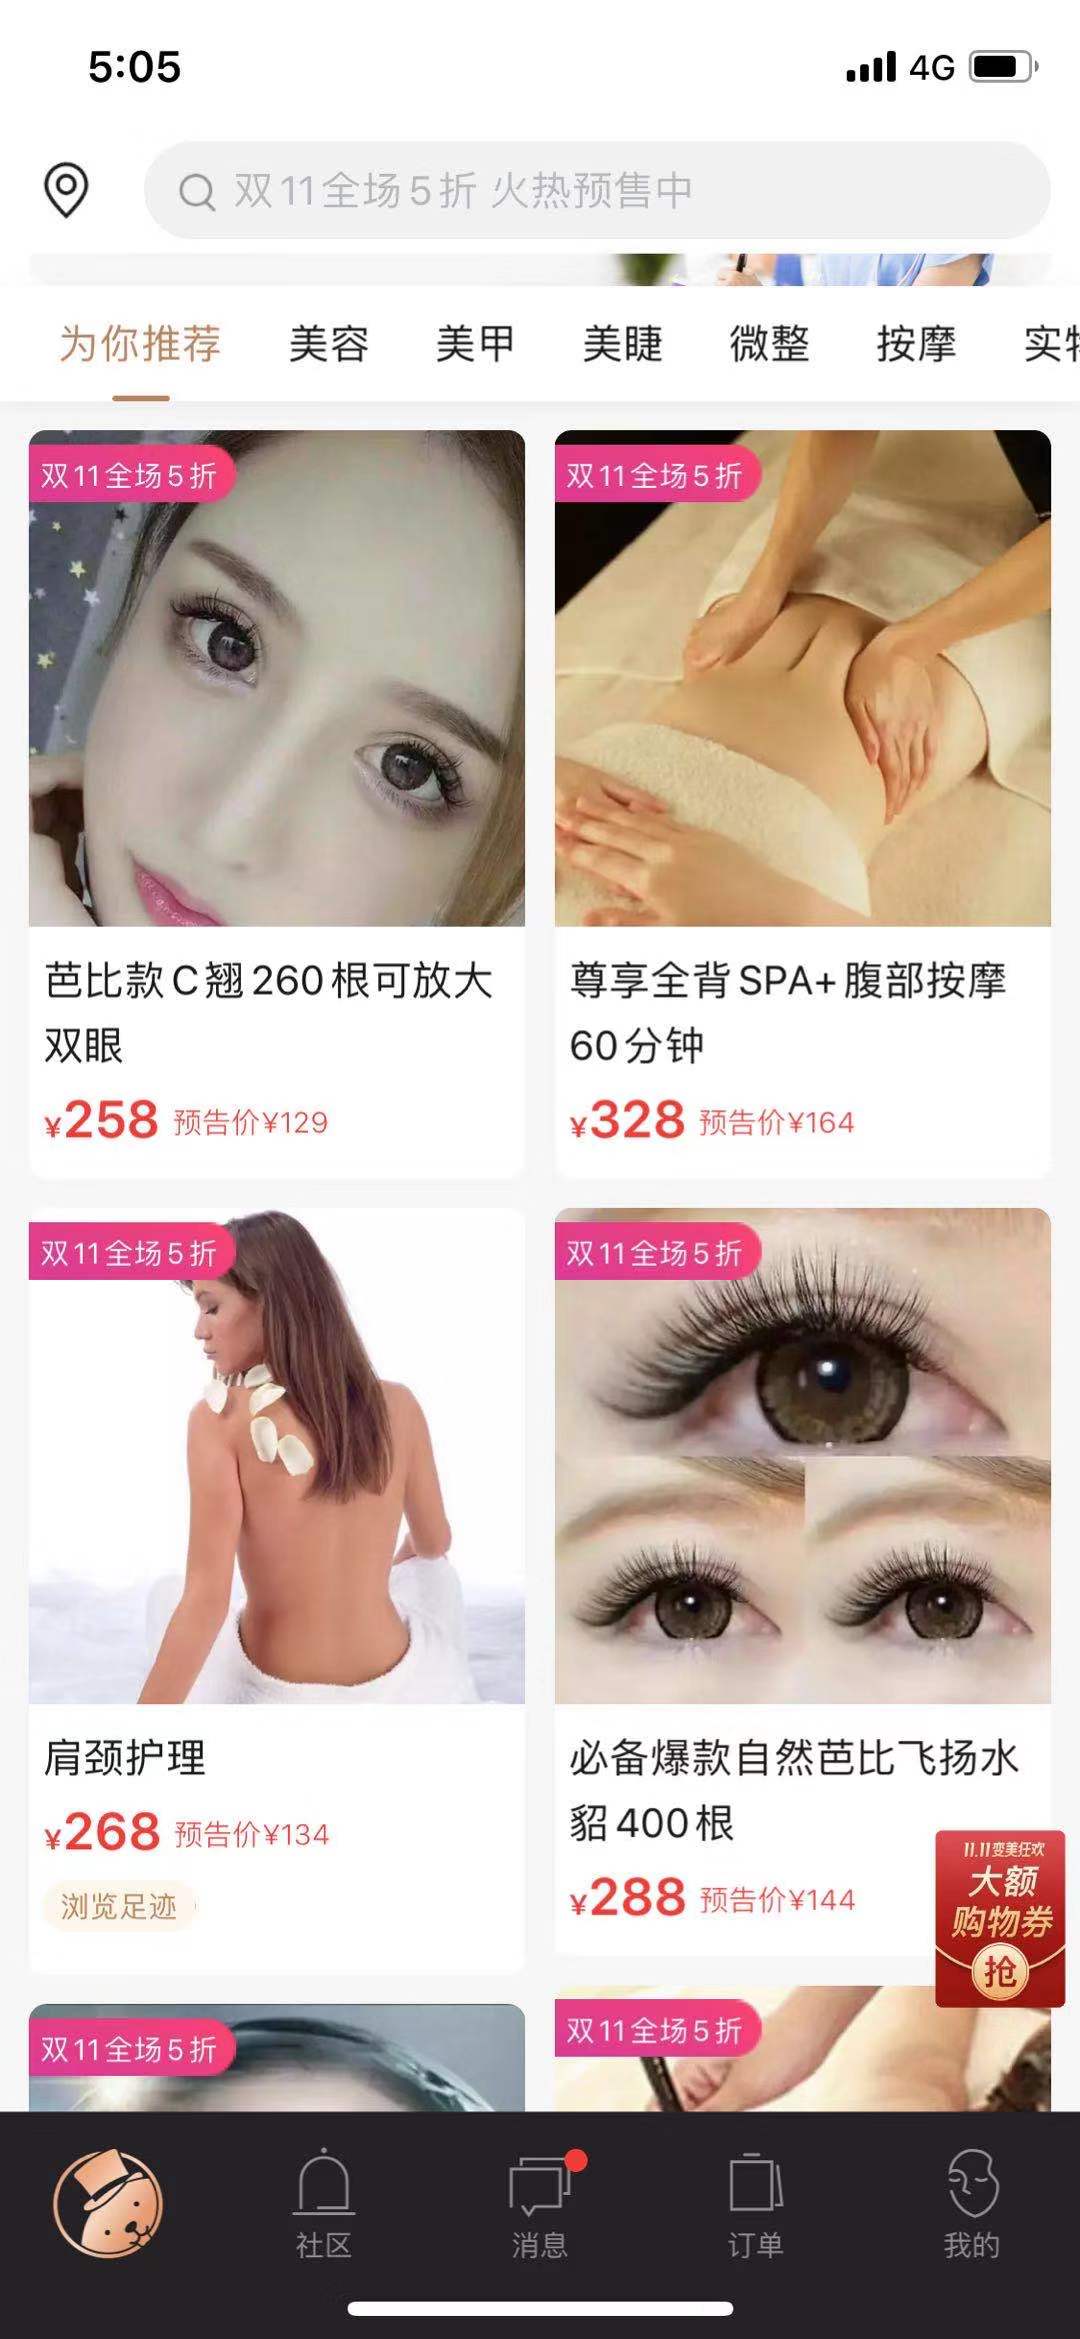 5:05
4G
双11全场5折 火热预售中
为你推荐 美容 美甲 美睫 微整 按摩 实
双11全场5折
双11全场5折
芭比款C翘260根可放大
双眼
¥258 预告价¥129
尊享全背SPA+腹部按摩
60分钟
¥328 预告价¥164
双11全场5折
双11全场5折
肩颈护理
¥268 预告价¥134
浏览足迹
必备爆款自然芭比飞扬水
貂400根
¥288 预告价¥144
11.11变美狂欢
大额
购物券
抢
双11全场5折
双11全场5折
社区
消息
订单
我的